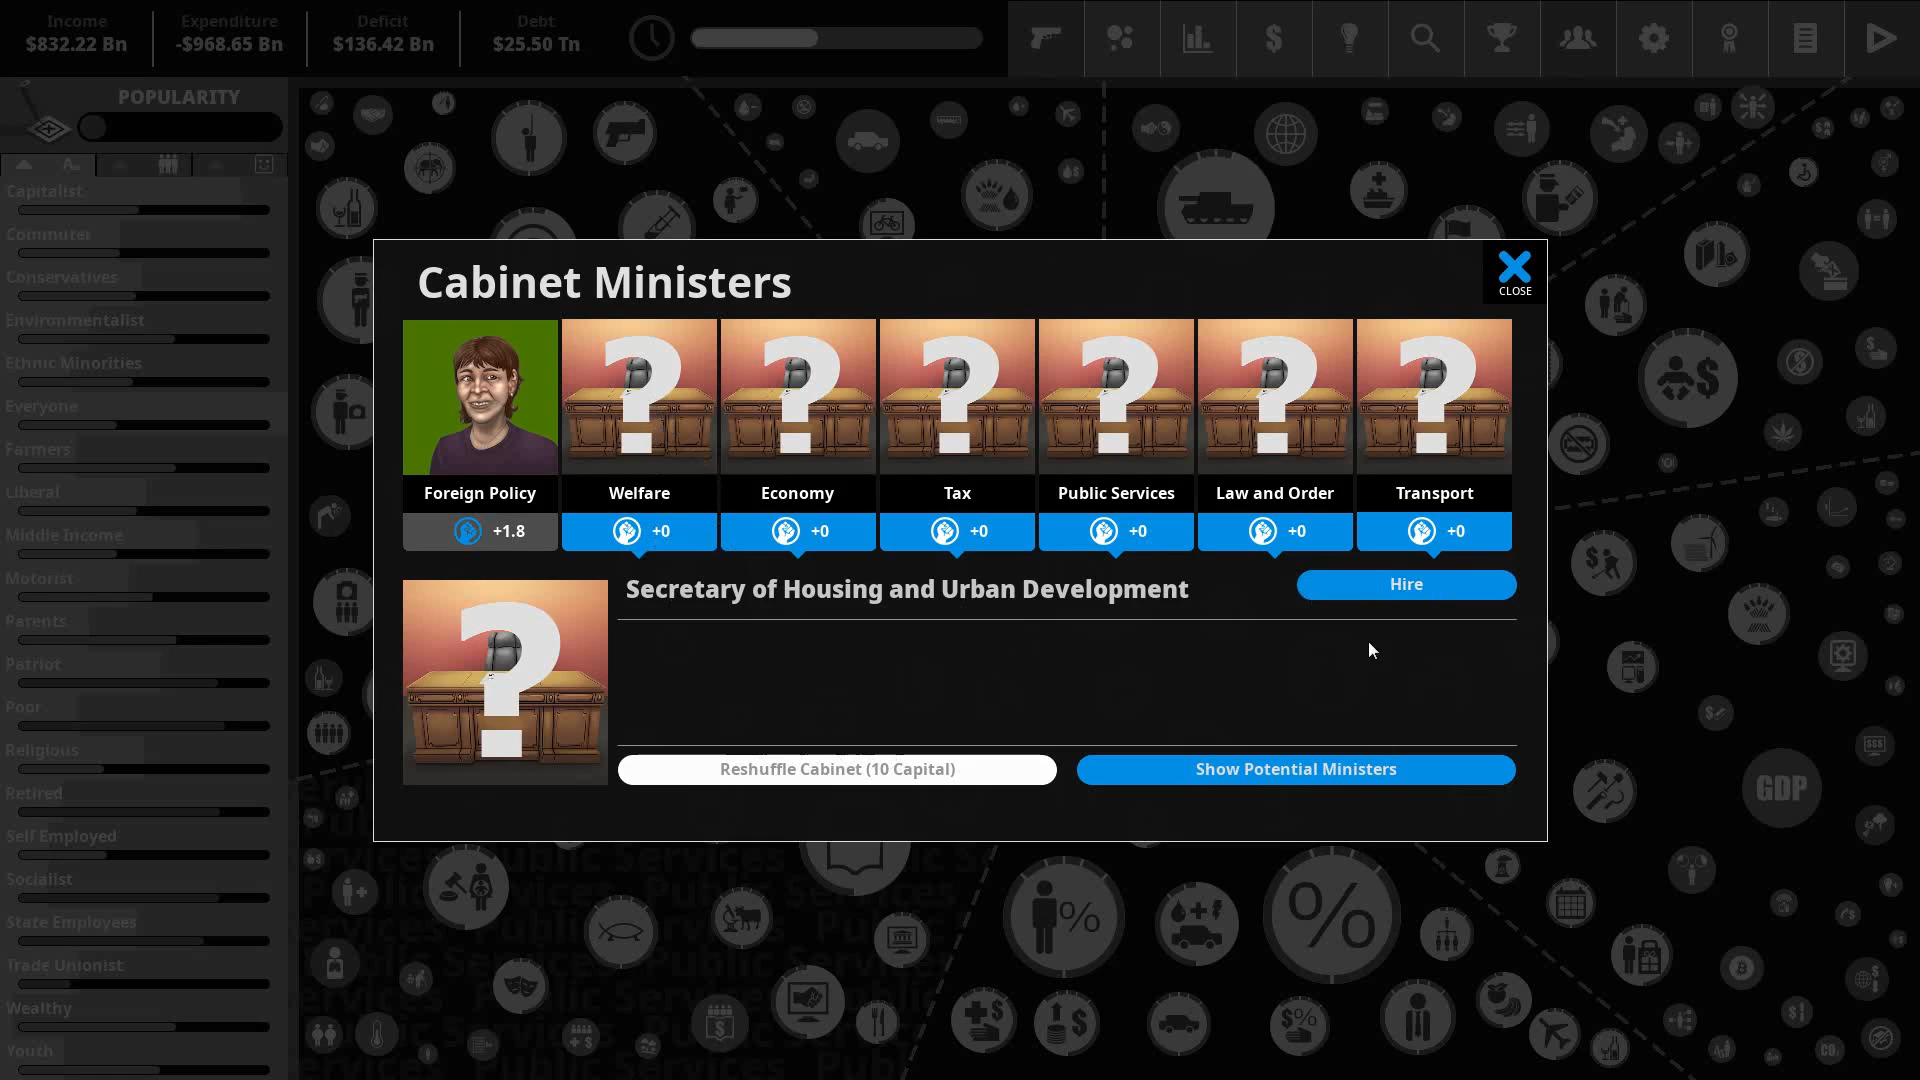 Income
$832.22 Bn
Expenditure
-$968.65 Bn
Deficit
$136.42 Bn
Debt
$25.50 Tn
POPULARITY
Capitalist
Commuter
Conservatives
Environmentalist
Ethnic Minorities
Everyone
Farmers
Liberal
Middle Income
Motorist
Parents
Patriot
Poor
Religious
Retired
Self Employed
Socialist
State Employees
Trade Unionist
Wealthy
Youth
Cabinet Ministers
CLOSE
Foreign Policy
Welfare
Economy
Tax
Public Services
Law and Order
Transport
+1.8
+0
+0
+0
+0
+0
+0
Secretary of Housing and Urban Development
Hire
Reshuffle Cabinet (10 Capital)
Show Potential Ministers
GDP